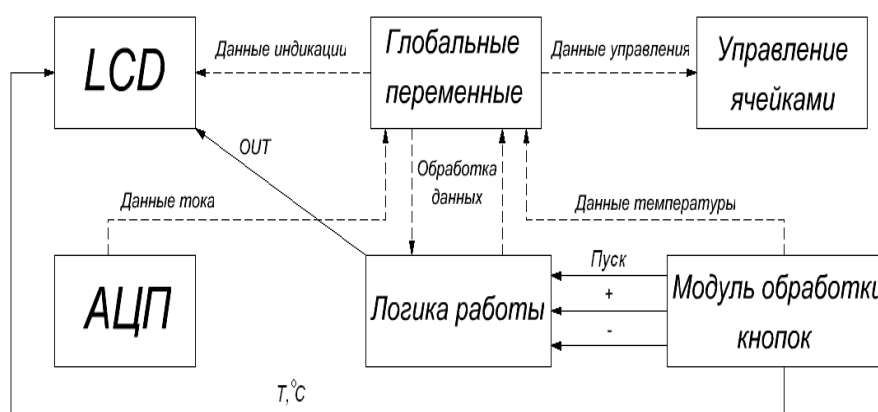 LCD
Данные индикации
Глобальные
переменные
Данные управления
Управление
ячейками
OUT
Обработка
данных
Данные тока
Данные температуры
АЦП
Логика работы
Пуск
+
-
Модуль обработки
кнопок
T,°C